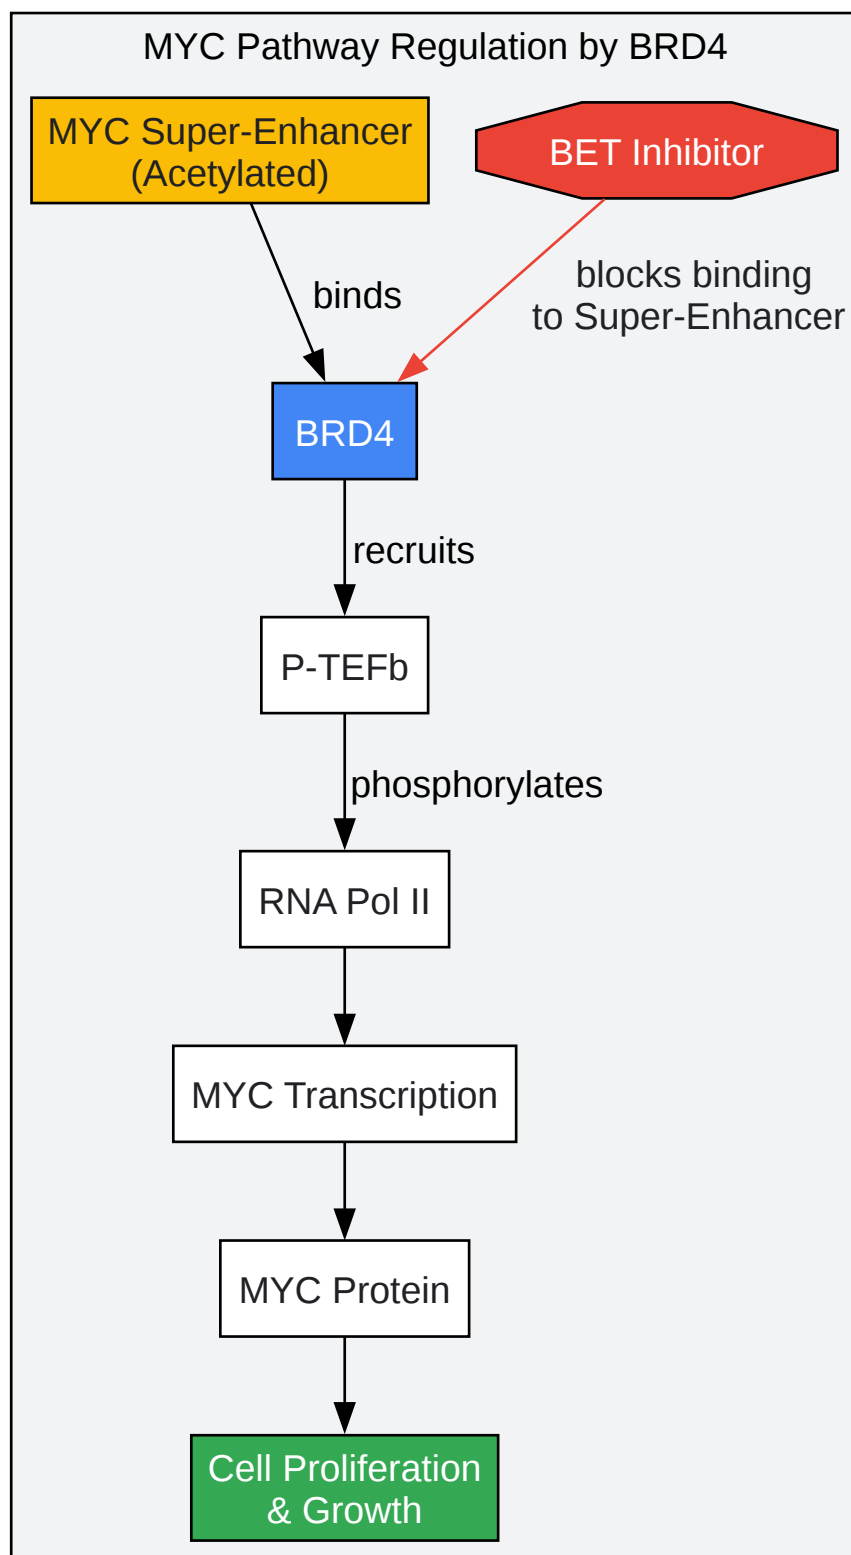 MYC Pathway Regulation by BRD4
MYC Super-Enhancer
(Acetylated)
BET Inhibitor
binds
blocks binding
to Super-Enhancer
BRD4
recruits
P-TEFb
phosphorylates
RNA Pol II
MYC Transcription
MYC Protein
Cell Proliferation
& Growth